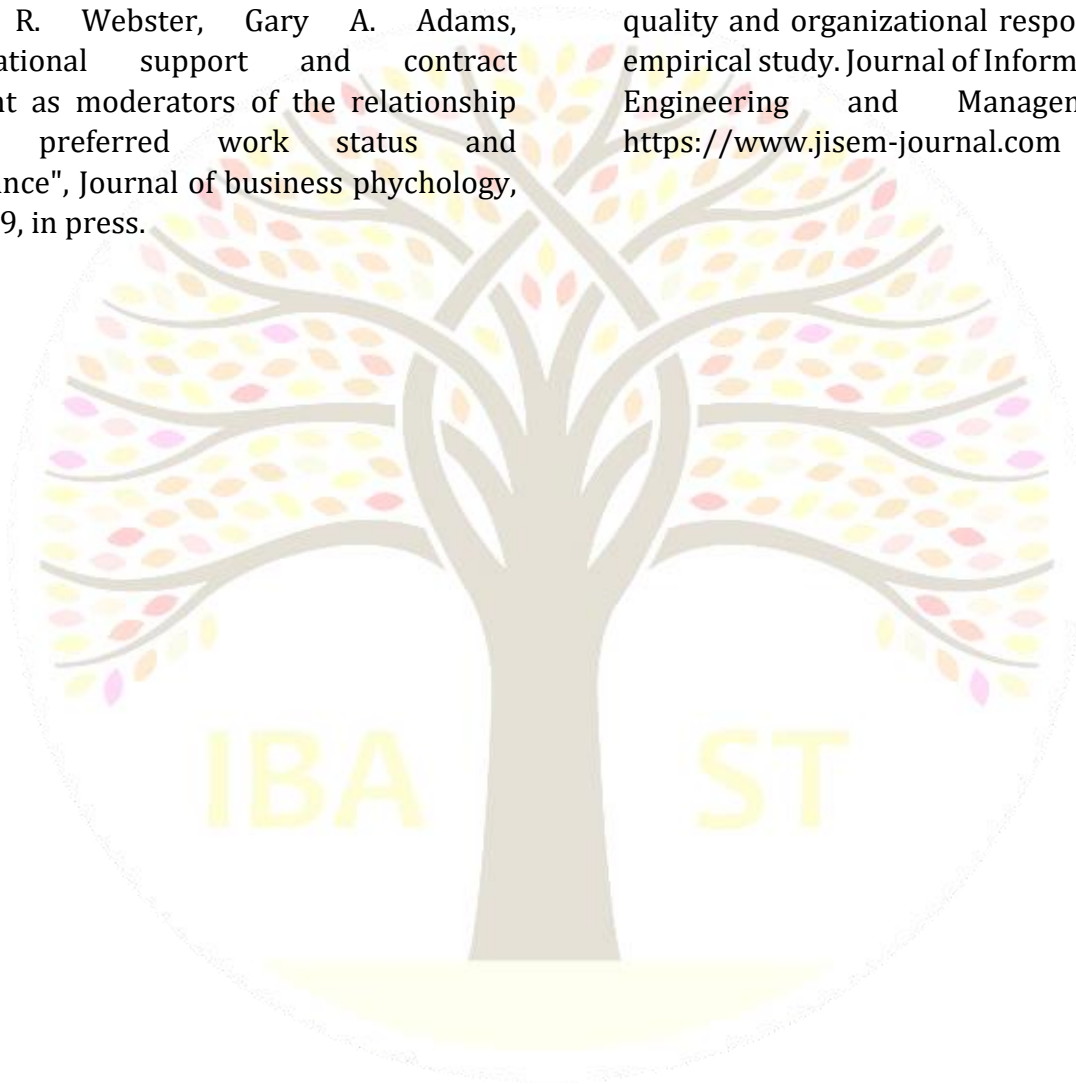 R. Webster, Gary A. Adams,
ational support and contract
nt as moderators of the relationship
preferred work status and
nce", Journal of business phychology,
9, in press.
quality and organizational respo
empirical study. Journal of Inform
Engineering and Managen
https://www.jisem-journal.com
IBA ST